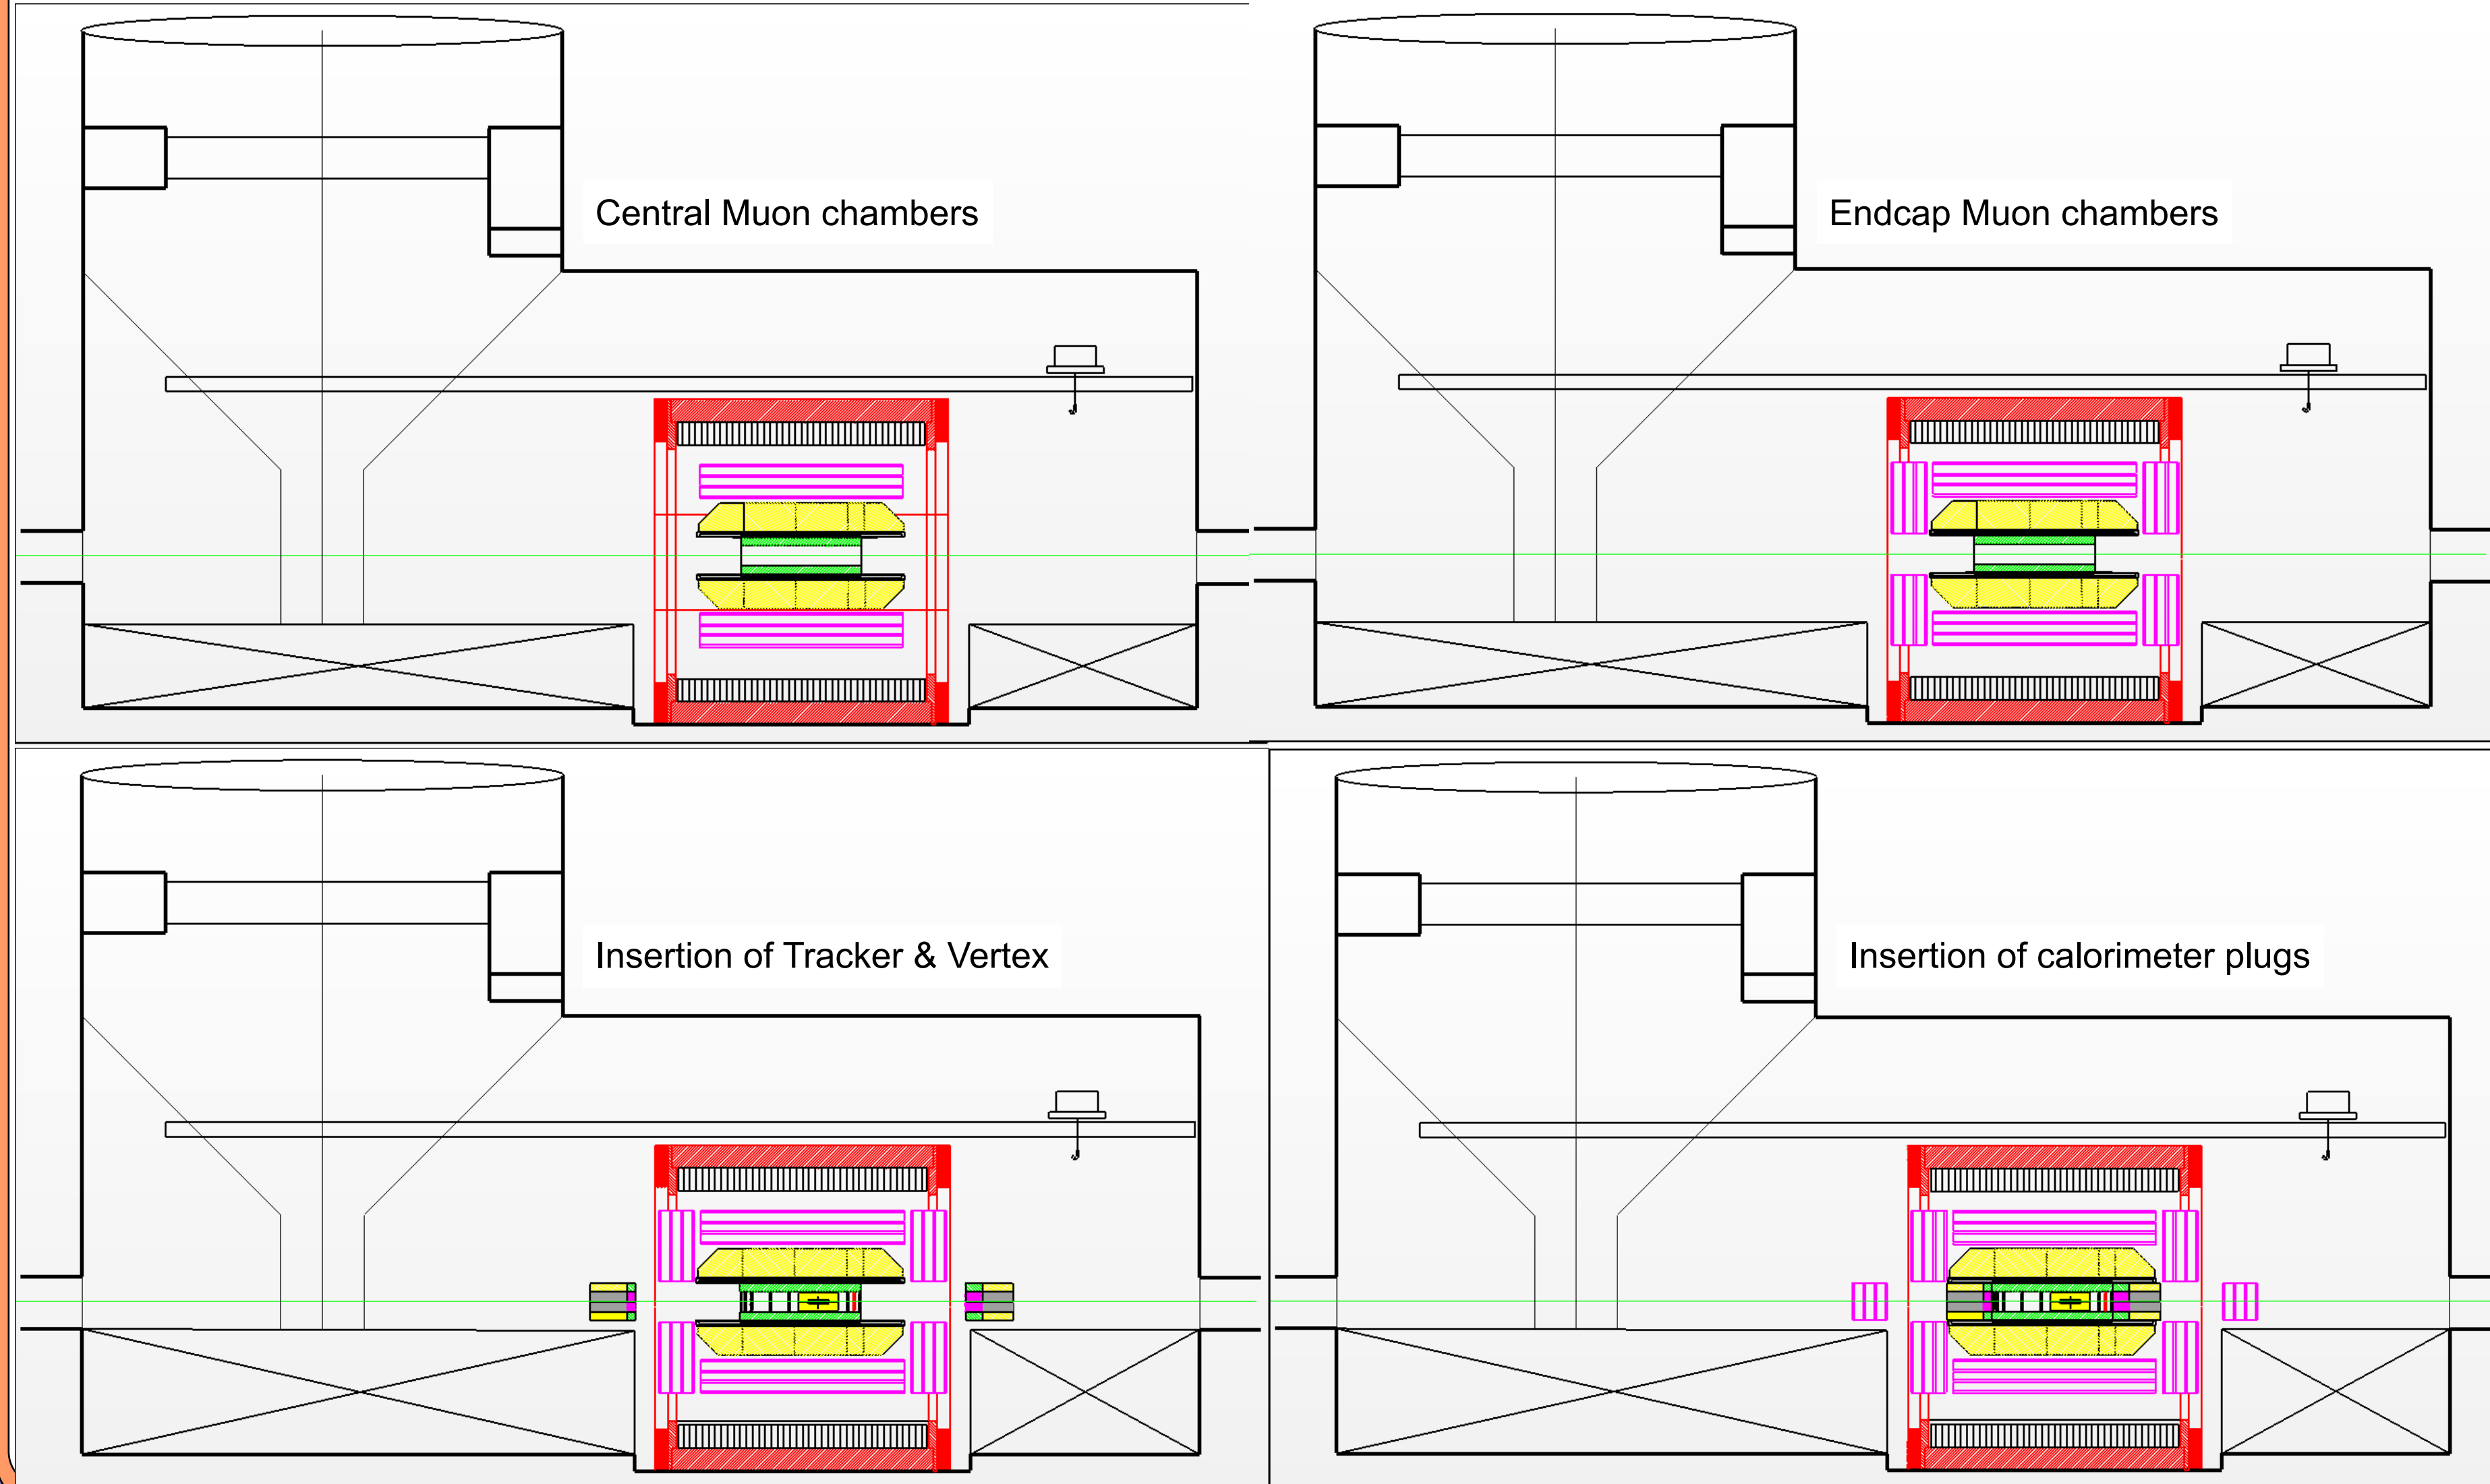 Central Muon chambers
Endcap Muon chambers
Insertion of Tracker & Vertex
Insertion of calorimeter plugs